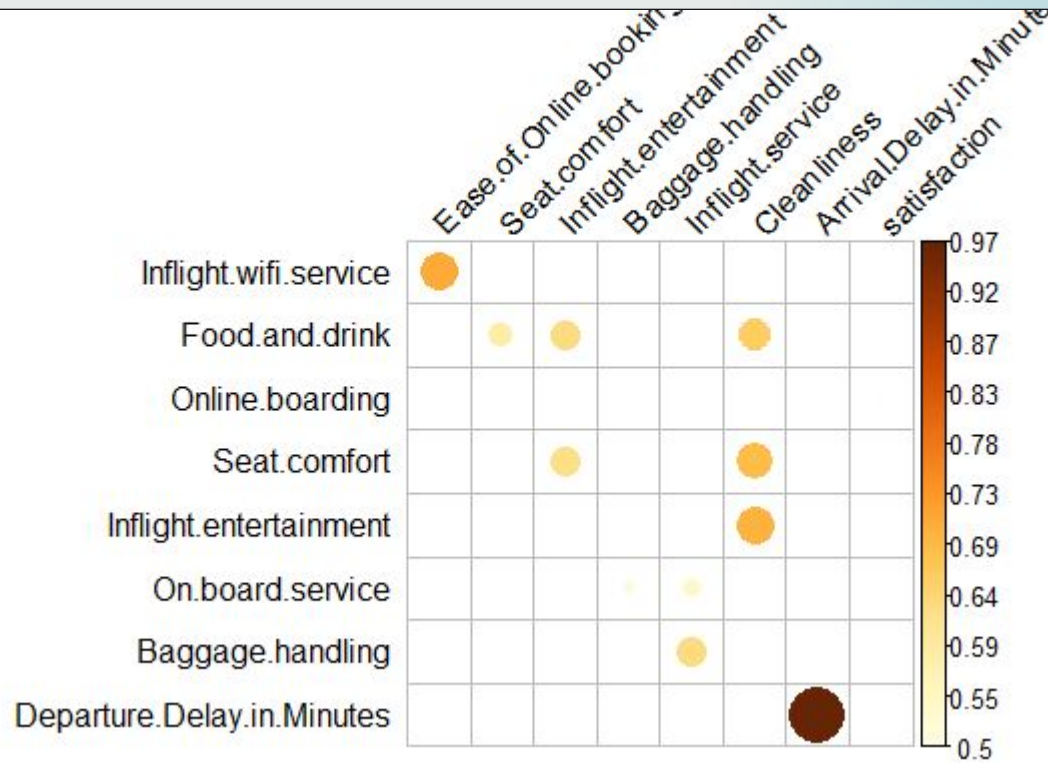 Ease.of.Online.booking
Seat.comfort
Inflight.entertainment
Baggage.handling
Inflight.service
Cleanliness
Arrival.Delay.in.Minute
satisfaction
Inflight.wifi.service
Food.and.drink
Online.boarding
Seat.comfort
Inflight.entertainment
On.board.service
Baggage.handling
Departure.Delay.in.Minutes
0.97
0.92
0.87
0.83
0.78
0.73
0.69
0.64
0.59
0.55
0.5